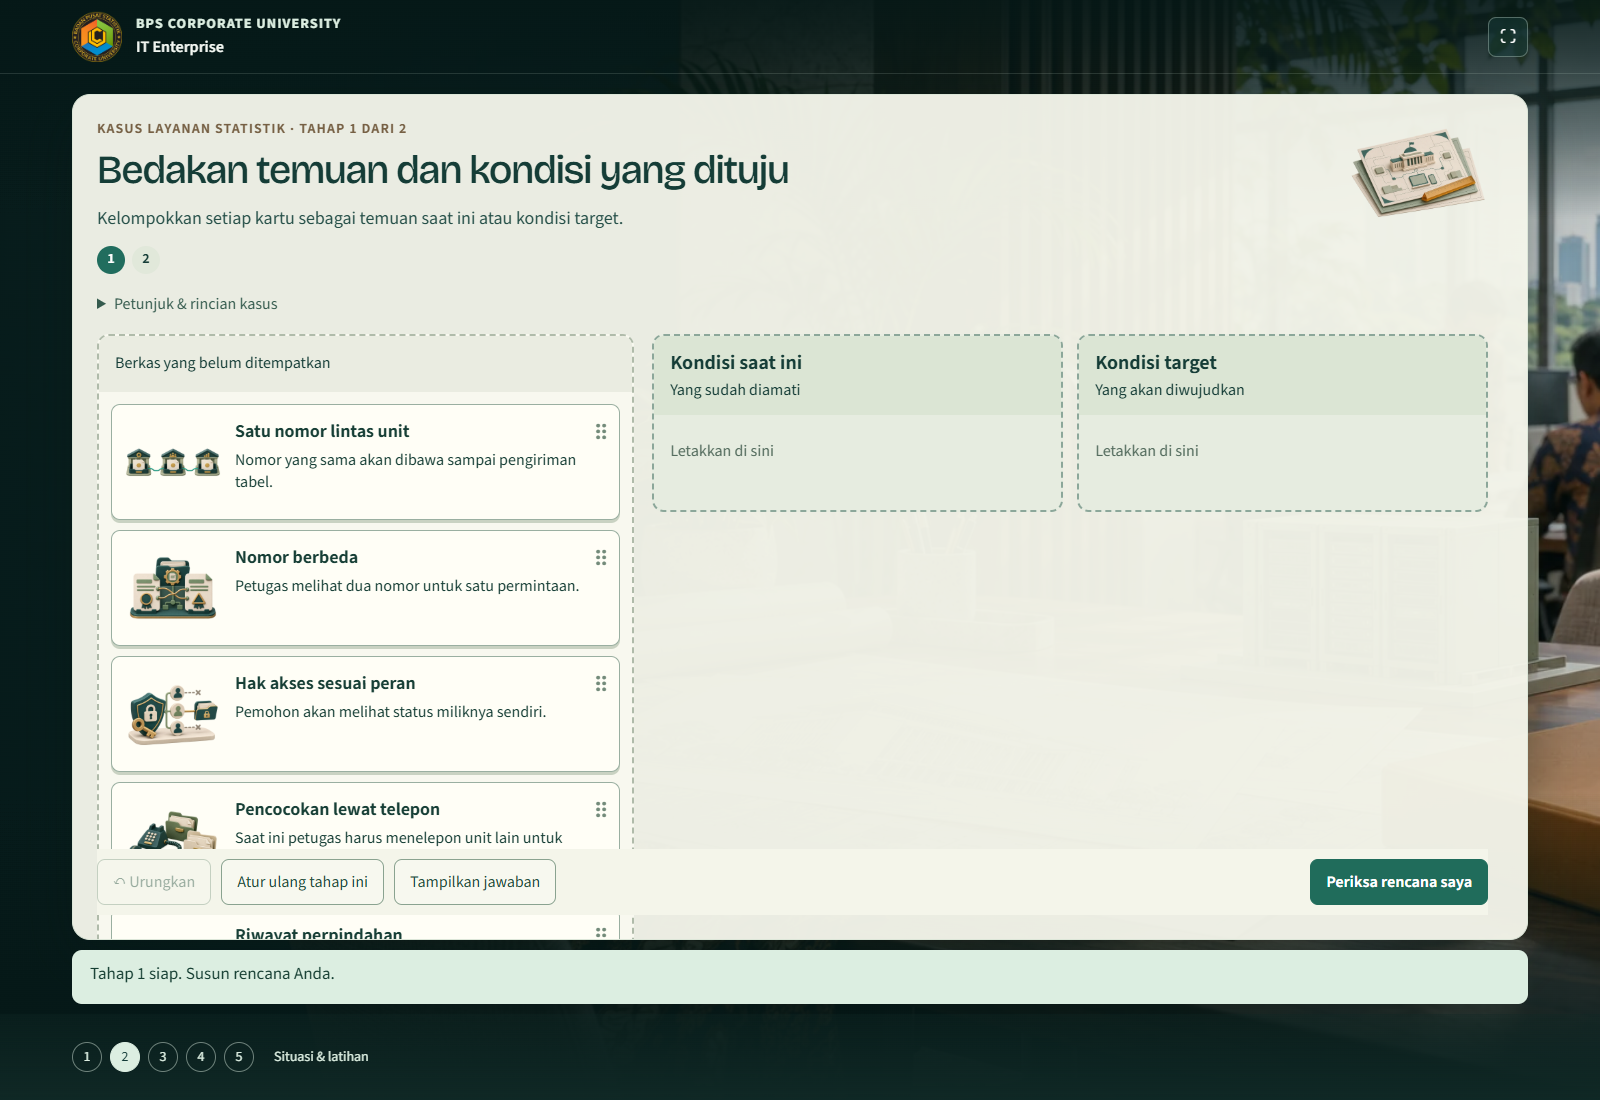 BPS CORPORATE UNIVERSITY
IT Enterprise
KASUS LAYANAN STATISTIK · TAHAP 1 DARI 2
Bedakan temuan dan kondisi yang dituju
Kelompokkan setiap kartu sebagai temuan saat ini atau kondisi target.
1 2
Petunjuk & rincian kasus
Berkas yang belum ditempatkan
Satu nomor lintas unit
Nomor yang sama akan dibawa sampai pengiriman
tabel.
Nomor berbeda
Petugas melihat dua nomor untuk satu permintaan.
Hak akses sesuai peran
Pemohon akan melihat status miliknya sendiri.
Pencocokan lewat telepon
Saat ini petugas harus menelepon unit lain untuk
Riwayat perpindahan
Kondisi saat ini
Yang sudah diamati
Letakkan di sini
Kondisi target
Yang akan diwujudkan
Letakkan di sini
Urungkan
Atur ulang tahap ini
Tampilkan jawaban
Periksa rencana saya
Tahap 1 siap. Susun rencana Anda.
1 2 3 4 5 Situasi & latihan